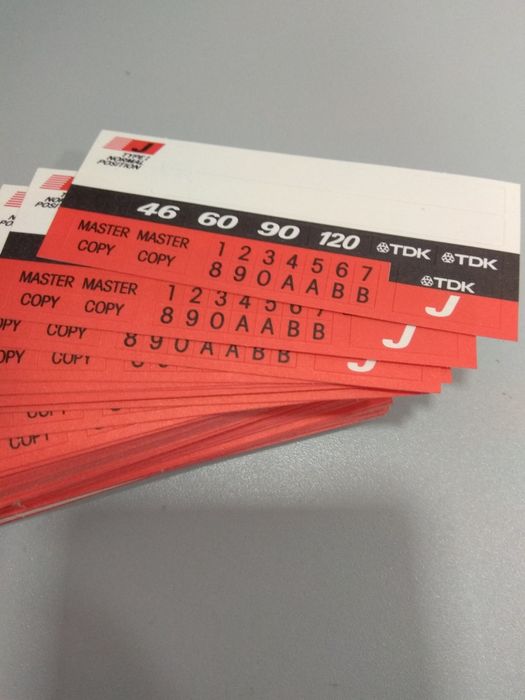 J
TYPE I
NORMAL
POSITION
46 60 90 120 TDK TDK
MASTER MASTER 1 2 3 4 5 6 7 TDK
COPY COPY 8 9 0 A A B B J
MASTER MASTER 1 2 3 4 5 6 7
COPY COPY 8 9 0 A A B B J
COPY 8 9 0 A A B B J
COPY
COPY